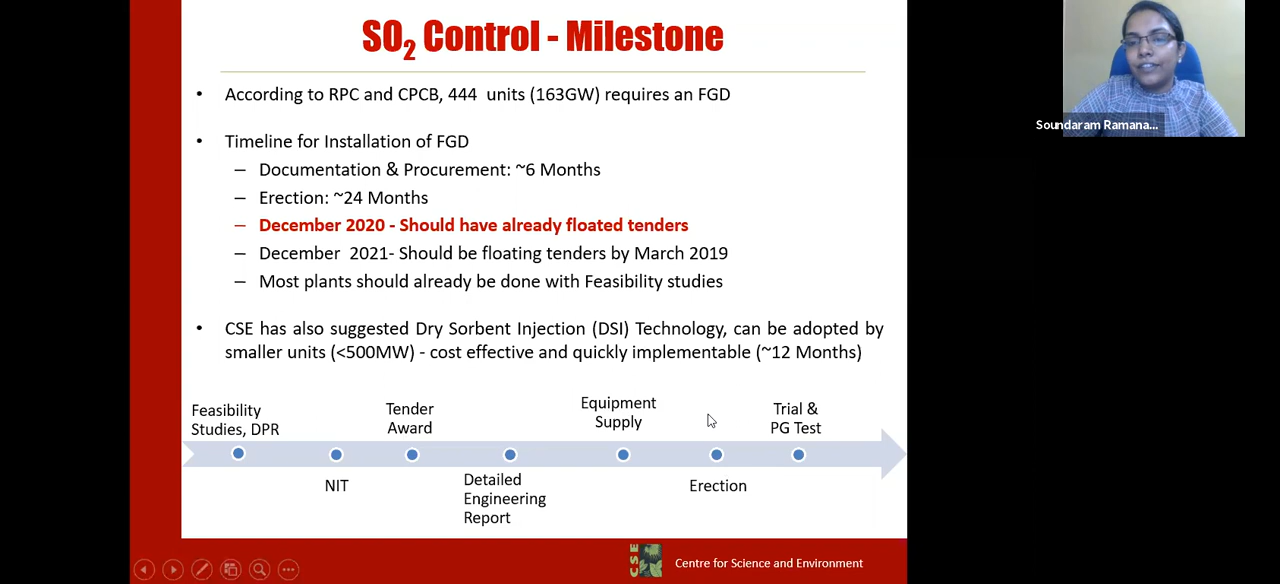 SO2 Control - Milestone
Soundaram Ramana...
• According to RPC and CPCB, 444 units (163GW) requires an FGD
• Timeline for Installation of FGD
– Documentation & Procurement: ~6 Months
– Erection: ~24 Months
– December 2020 - Should have already floated tenders
– December 2021- Should be floating tenders by March 2019
– Most plants should already be done with Feasibility studies
• CSE has also suggested Dry Sorbent Injection (DSI) Technology, can be adopted by
smaller units (<500MW) - cost effective and quickly implementable (~12 Months)
Feasibility
Studies, DPR
NIT
Tender
Award
Detailed
Engineering
Report
Equipment
Supply
Erection
Trial &
PG Test
CSE
Centre for Science and Environment